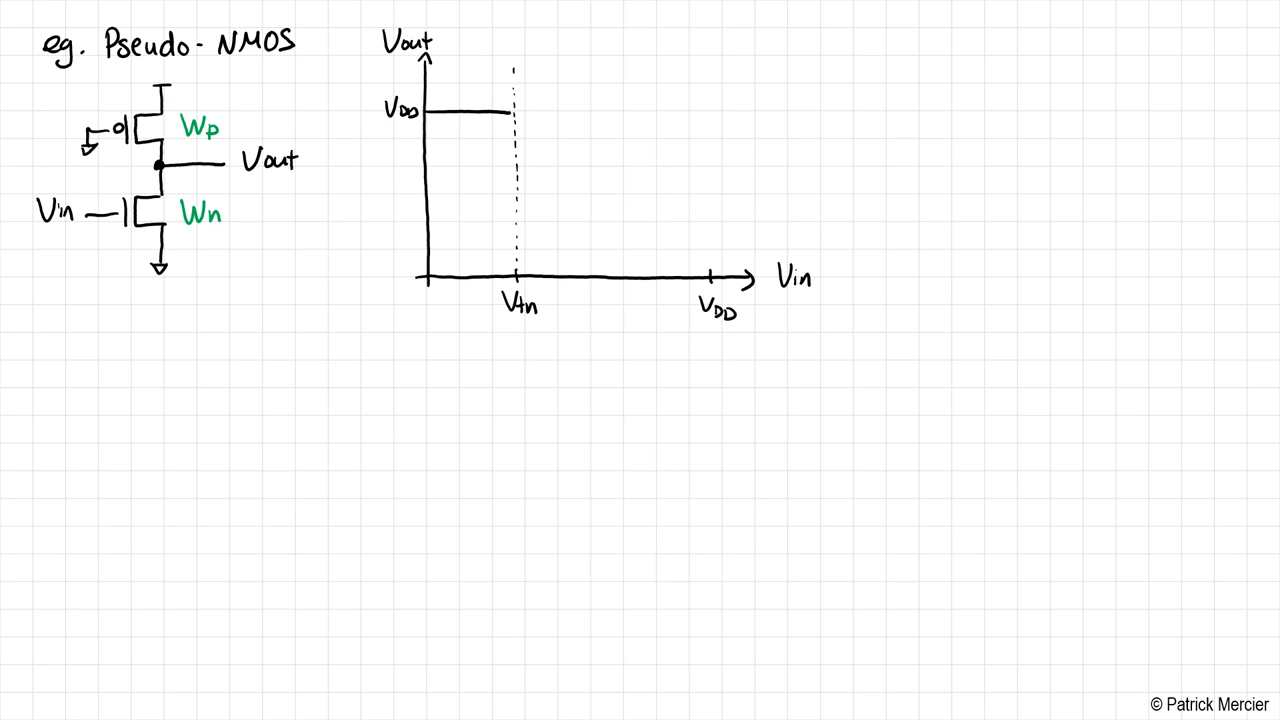 eg. Pseudo-NMOS
Wp
Vout
Vin
Wn
Vout
VDD
Vin
Vtn
VDD
© Patrick Mercier